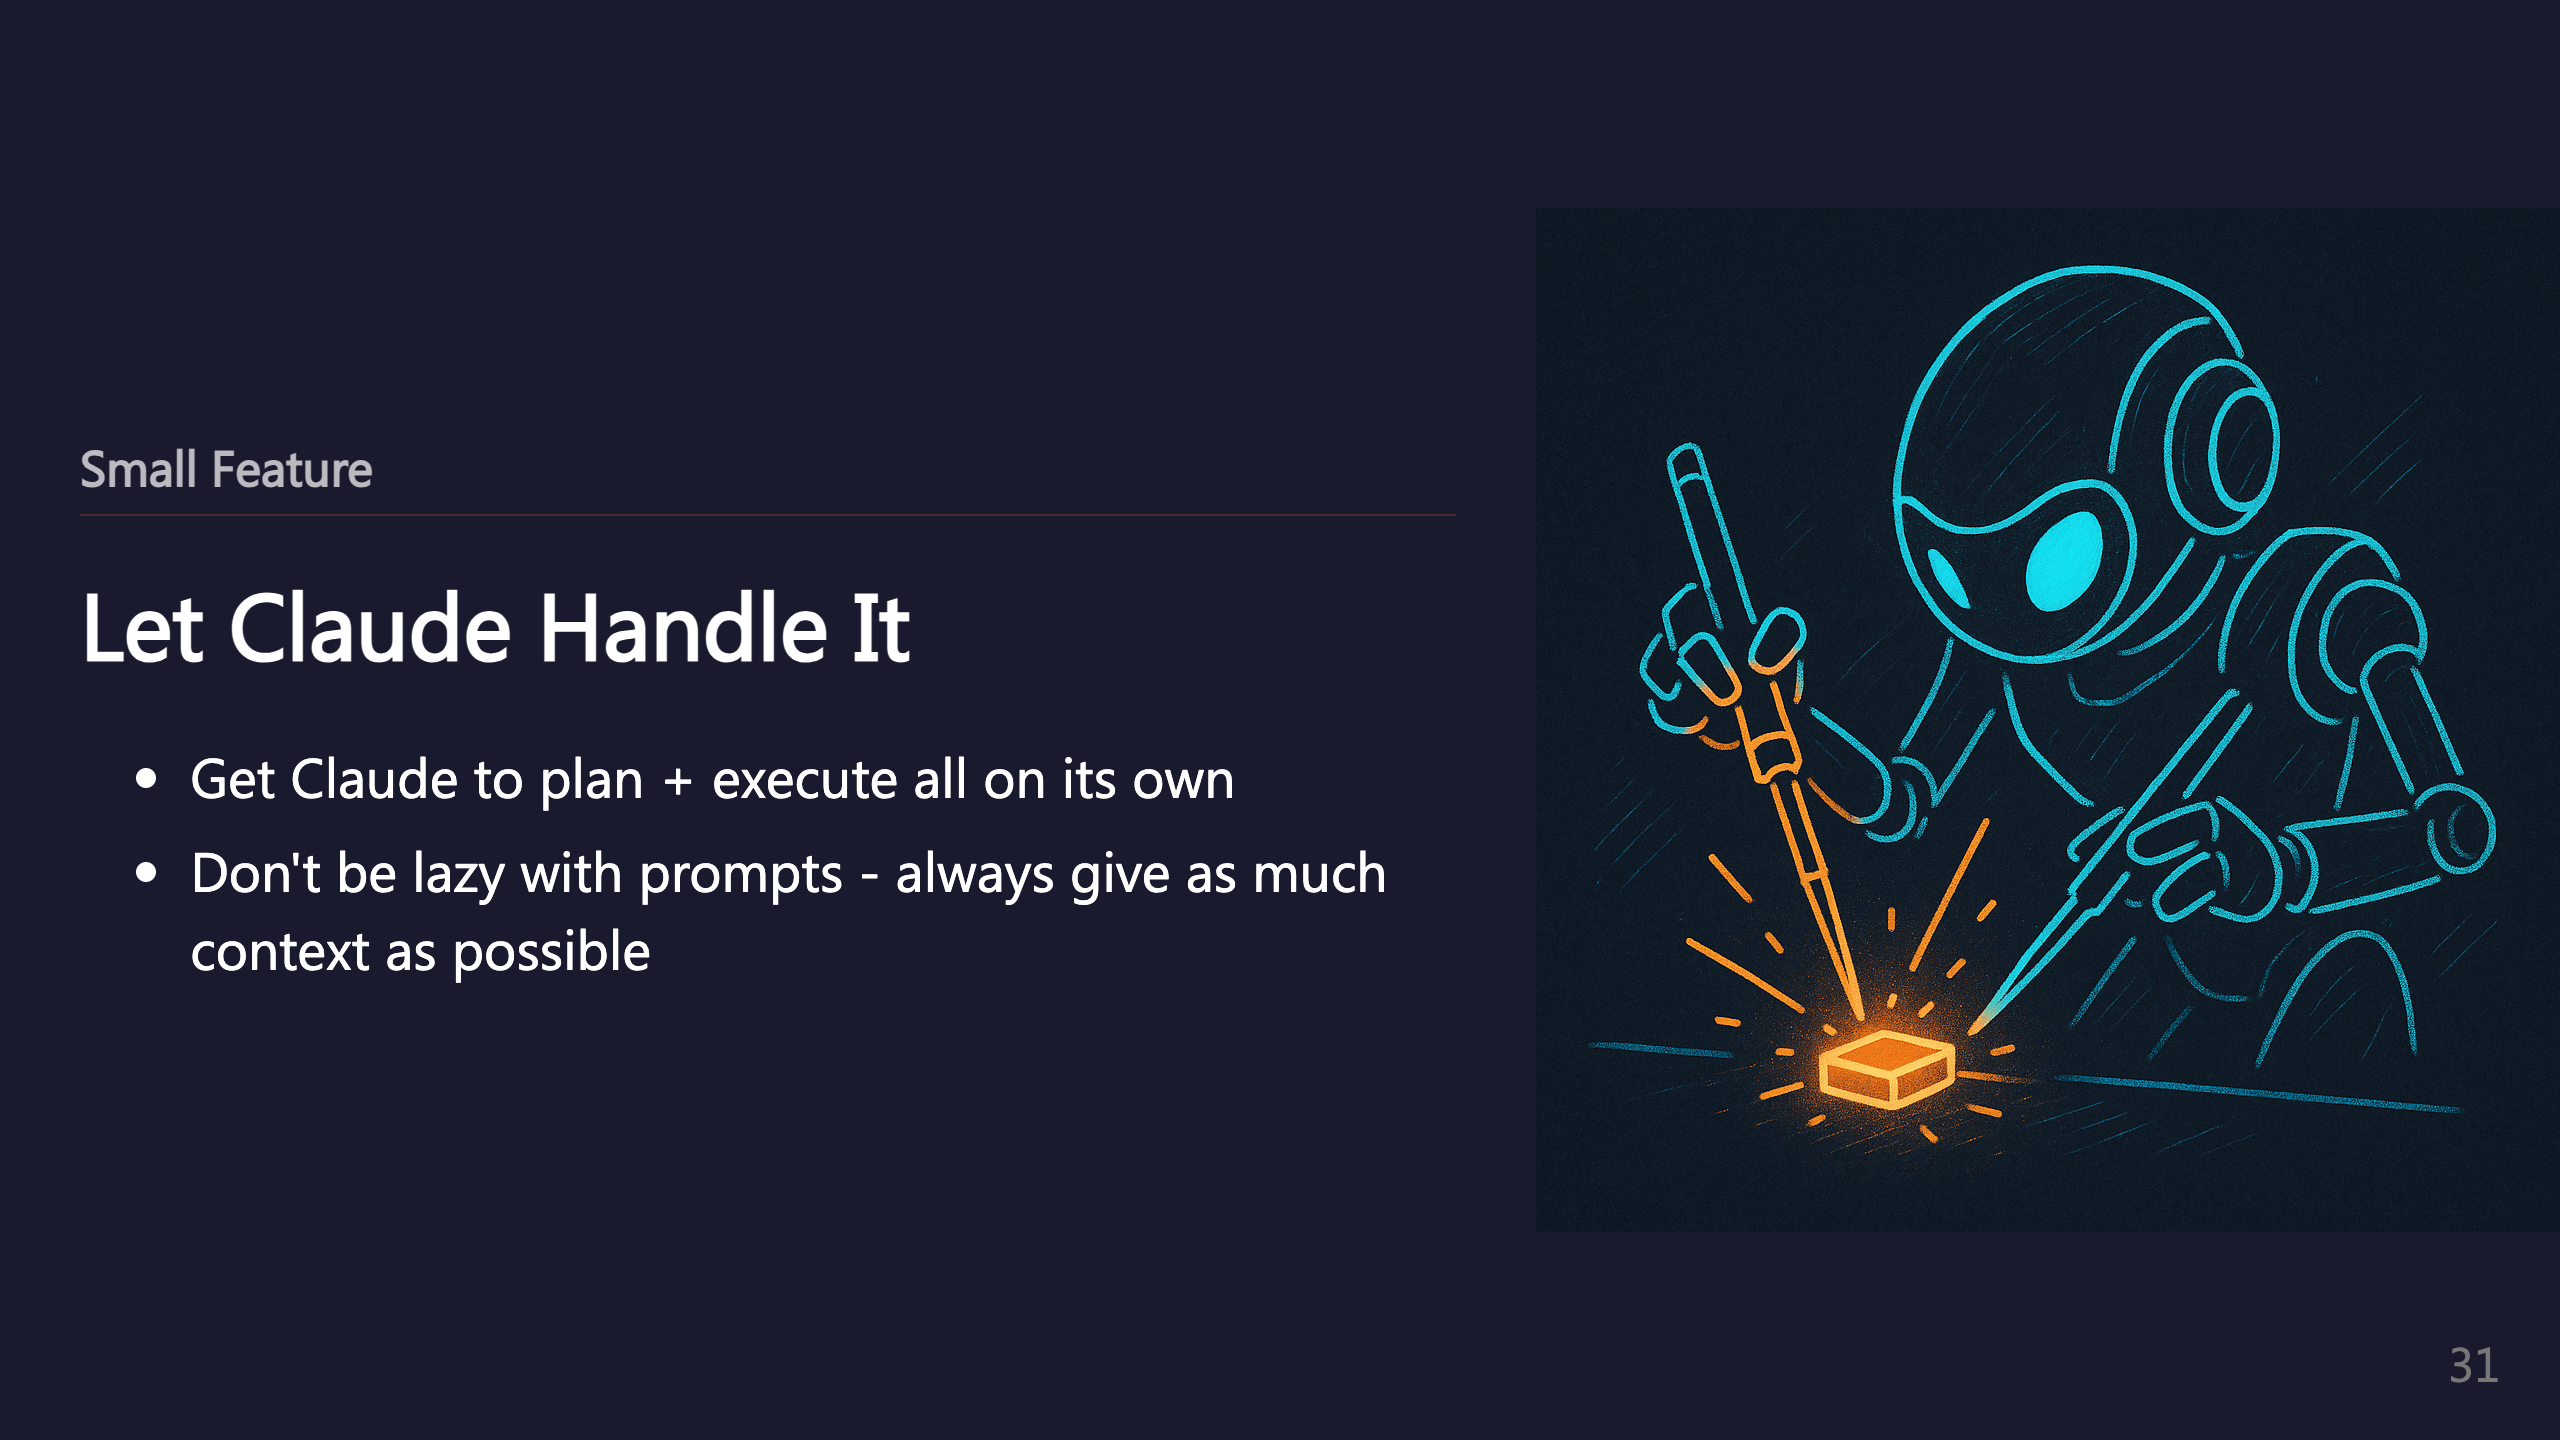 Small Feature
Let Claude Handle It
• Get Claude to plan + execute all on its own
• Don't be lazy with prompts - always give as much
context as possible
31